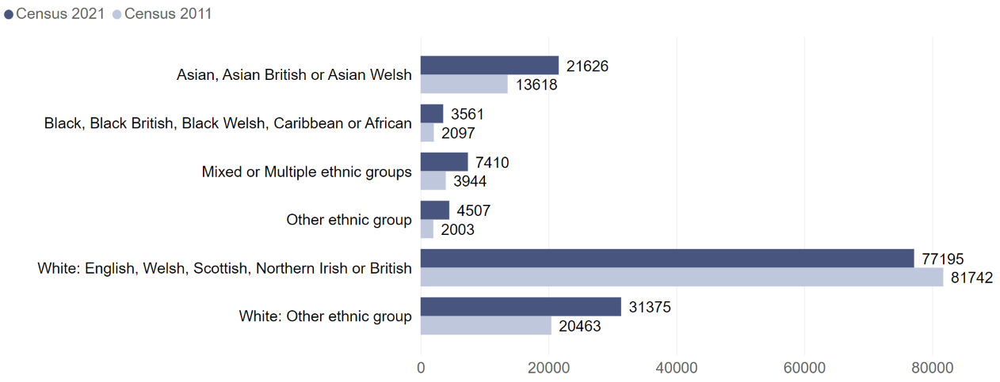 Census 2021 Census 2011
Asian, Asian British or Asian Welsh 21626
13618
Black, Black British, Black Welsh, Caribbean or African 3561
2097
Mixed or Multiple ethnic groups 7410
3944
Other ethnic group 4507
2003
White: English, Welsh, Scottish, Northern Irish or British 77195
81742
White: Other ethnic group 31375
20463
0 20000 40000 60000 80000